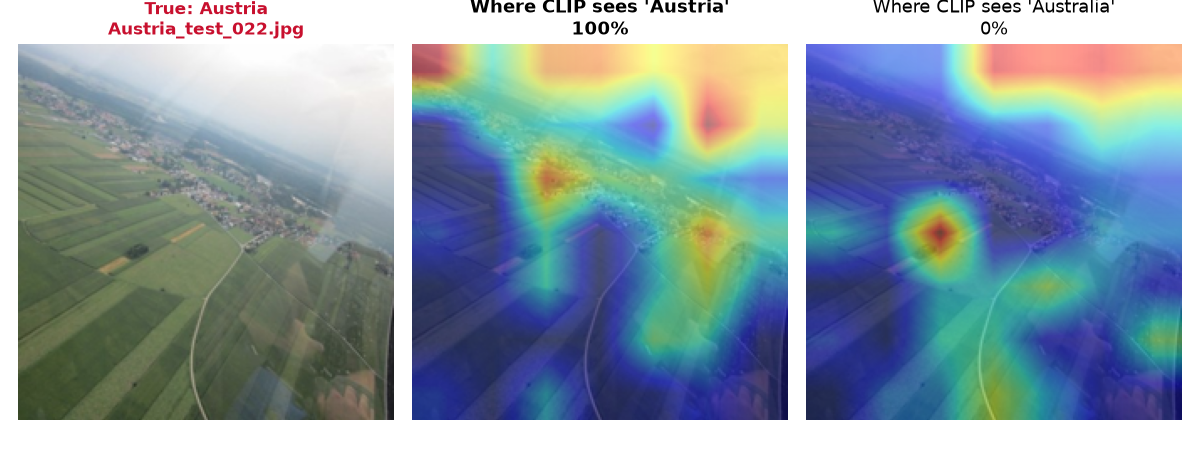 True: Austria
Austria_test_022.jpg
Where CLIP sees 'Austria'
100%
Where CLIP sees 'Australia'
0%